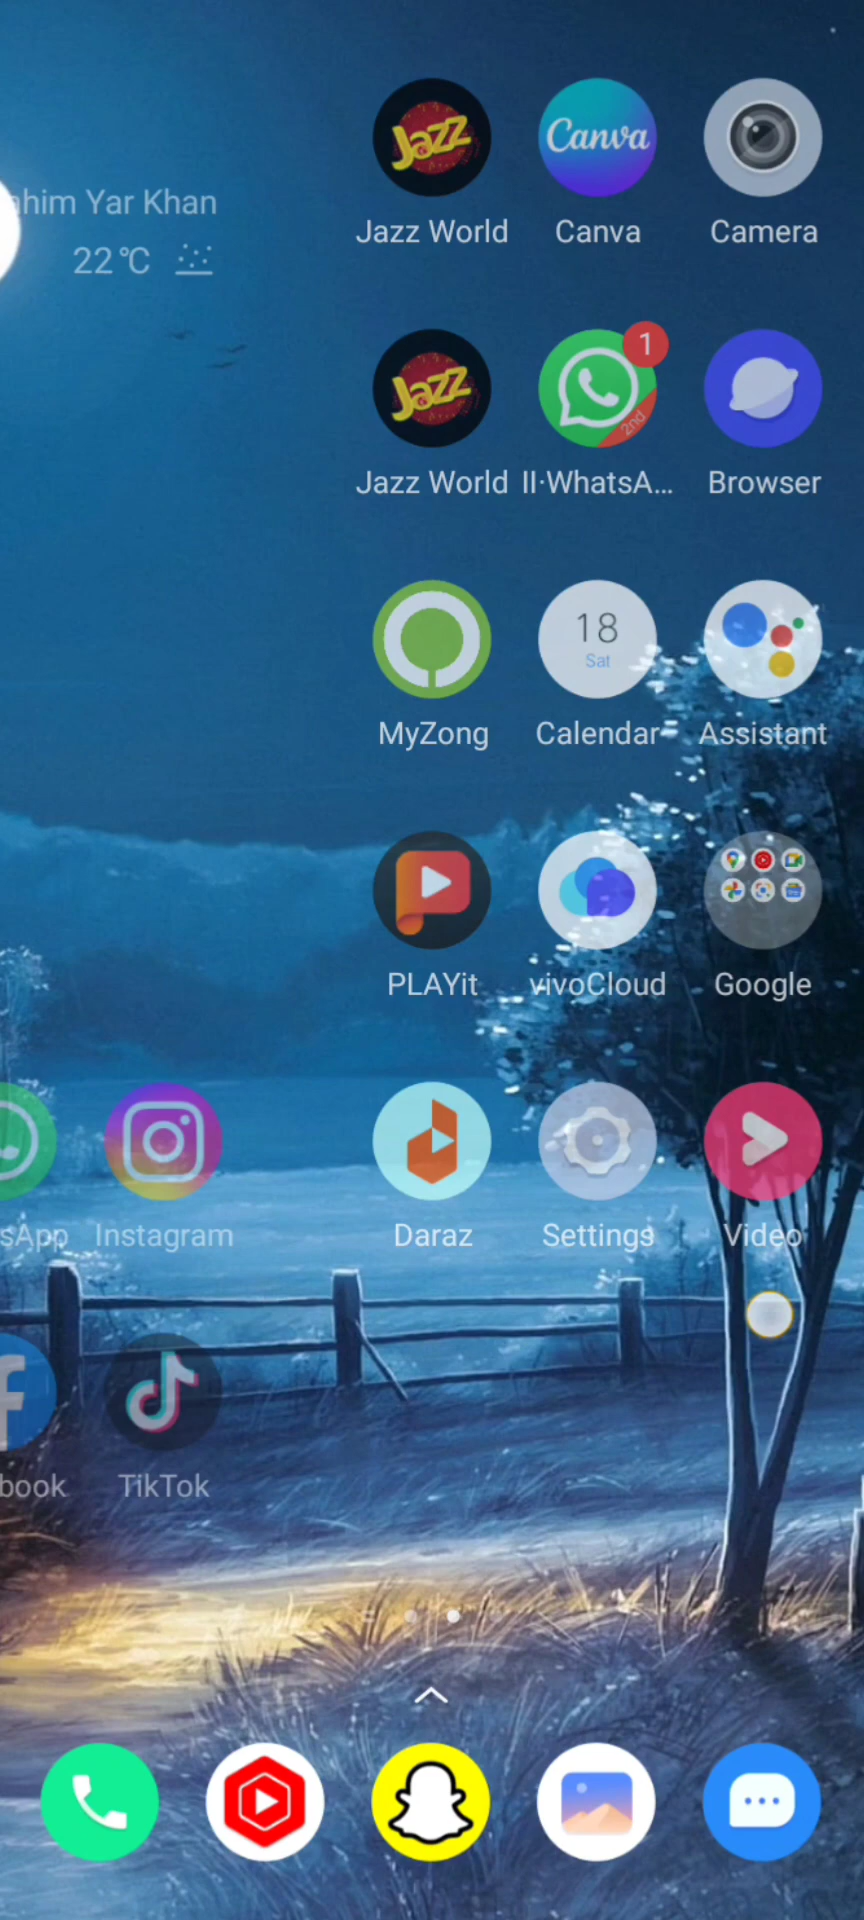 Jazz
Canva
Jazz World
Canva
Camera
ahim Yar Khan
22°C
Jazz
1
2nd
Jazz World
II·WhatsA...
Browser
18
Sat
MyZong
Calendar
Assistant
PLAYit
vivoCloud
Google
sApp
Instagram
Daraz
Settings
Video
book
TikTok